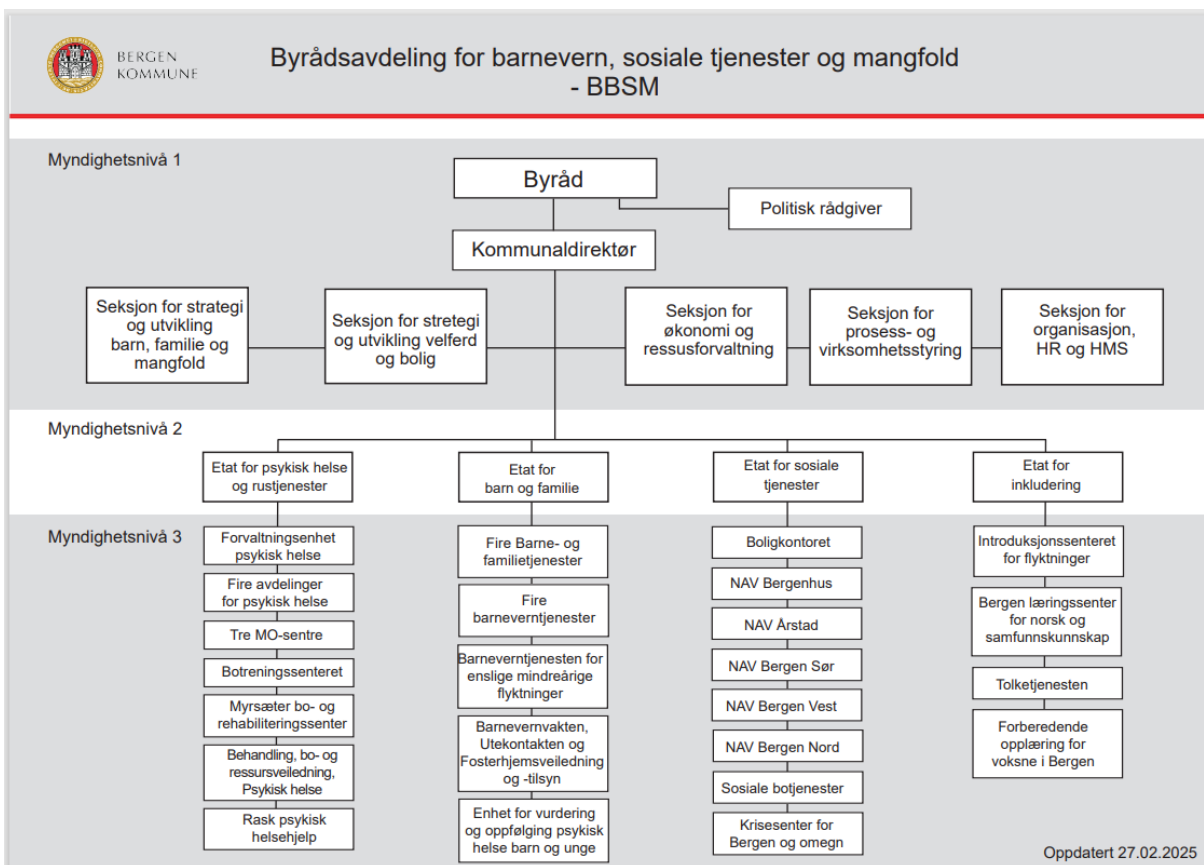 BERGEN
KOMMUNE
Byrådsavdeling for barnevern, sosiale tjenester og mangfold
- BBSM
Myndighetsnivå 1
Byråd
Politisk rådgiver
Kommunaldirektør
Seksjon for strategi
og utvikling
barn, familie og
mangfold
Seksjon for stretegi
og utvikling velferd
og bolig
Seksjon for
økonomi og
ressusforvaltning
Seksjon for
prosess- og
virksomhetsstyring
Seksjon for
organisasjon,
HR og HMS
Myndighetsnivå 2
Etat for psykisk helse
og rustjenester
Etat for
barn og familie
Etat for sosiale
tjenester
Etat for
inkludering
Myndighetsnivå 3
Forvaltningsenhet
psykisk helse
Fire avdelinger
for psykisk helse
Tre MO-sentre
Botreningssenteret
Myrsæter bo- og
rehabiliteringssenter
Behandling, bo- og
ressursveiledning,
Psykisk helse
Rask psykisk
helsehjelp
Fire Barne- og
familietjenester
Fire
barneverntjenester
Barneverntjenesten for
enslige mindreårige
flyktninger
Barnevernvakten,
Utekontakten og
Fosterhjemsveiledning
og -tilsyn
Enhet for vurdering
og oppfølging psykisk
helse barn og unge
Boligkontoret
NAV Bergenhus
NAV Årstad
NAV Bergen Sør
NAV Bergen Vest
NAV Bergen Nord
Sosiale botjenester
Krisesenter for
Bergen og omegn
Introduksjonssenteret
for flyktninger
Bergen læringssenter
for norsk og
samfunnskunnskap
Tolketjenesten
Forberedende
opplæring for
voksne i Bergen
Oppdatert 27.02.2025